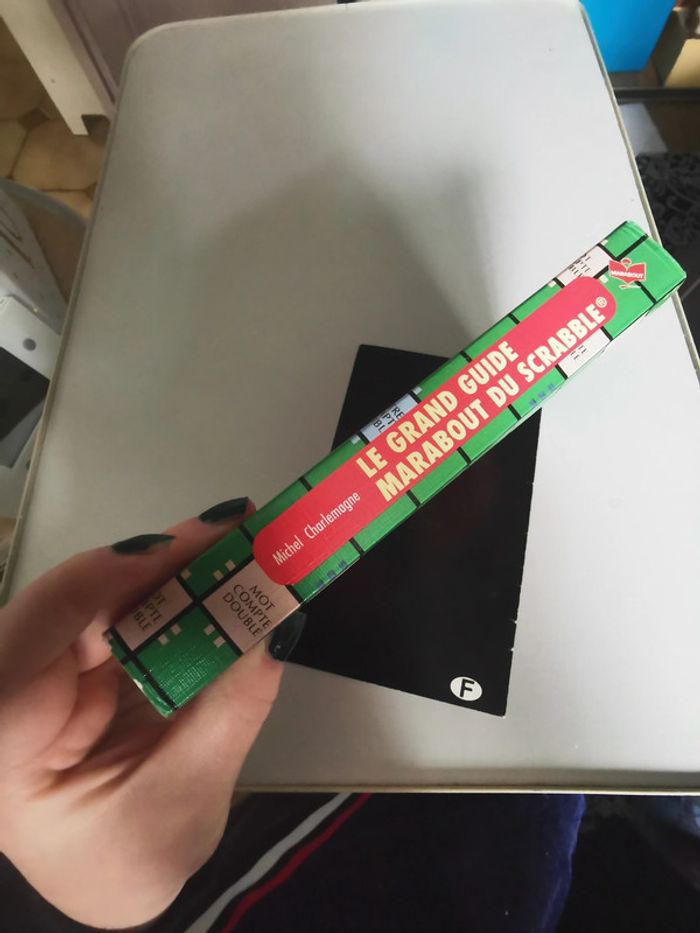 Michel Charlemagne
LE GRAND GUIDE
MARABOUT DU SCRABBLE®
MARABOUT
MOT
COMPTE
DOUBLE
F